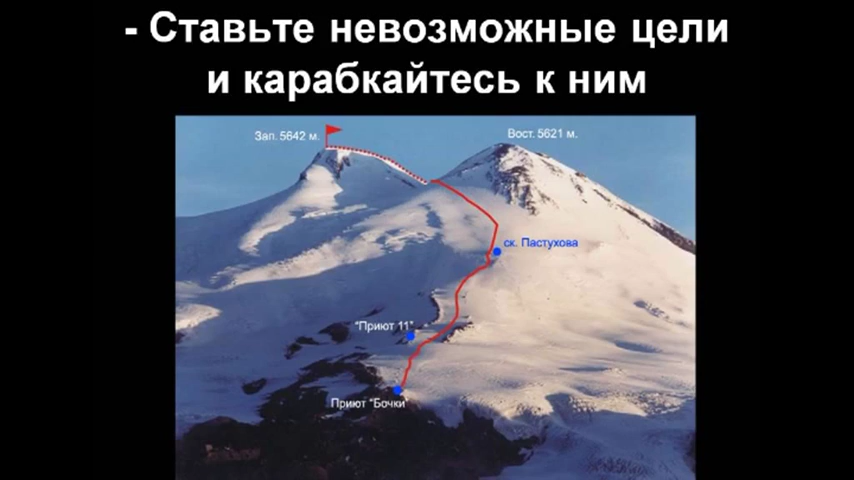 - Ставьте невозможные цели
и карабкайтесь к ним
Зап. 5642 м.
Вост. 5621 м.
ск. Пастухова
"Приют 11"
Приют "Бочки"